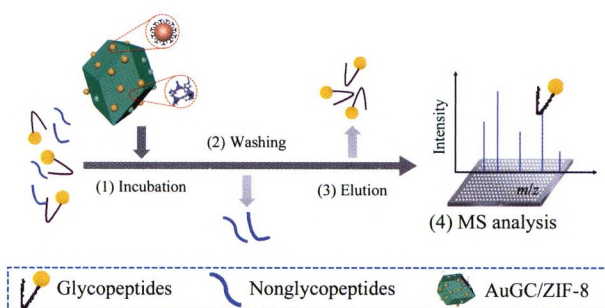 (1) Incubation
(2) Washing
(3) Elution
Intensity
m/z
(4) MS analysis
Glycopeptides
Nonglycopeptides
AuGC/ZIF-8